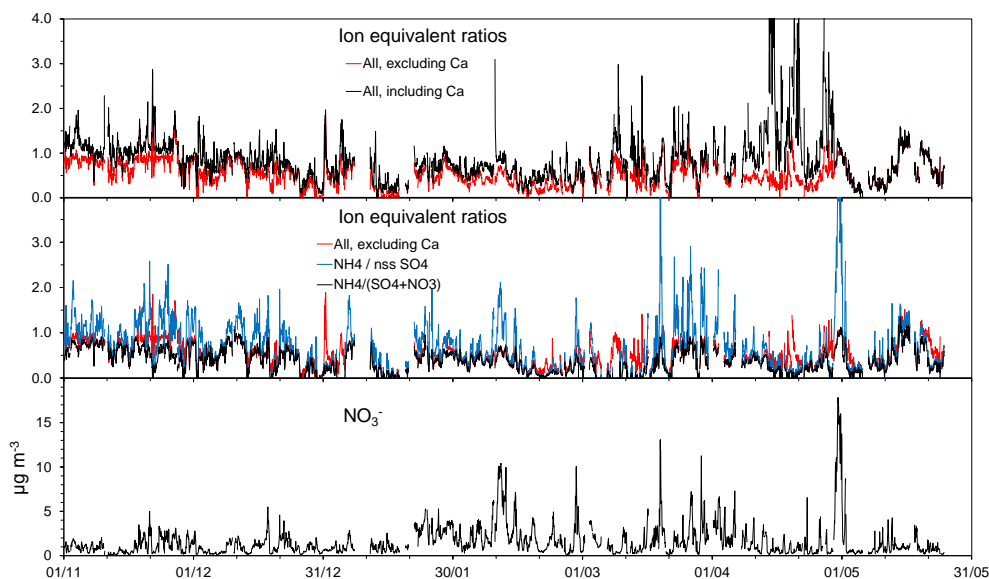 4.0
Ion equivalent ratios
All, excluding Ca
3.0
All, including Ca
2.0
1.0
0.0
Ion equivalent ratios
All, excluding Ca
3.0
NH4 / nss SO4
NH4/(SO4+NO3)
2.0
1.0
0.0
NO₃⁻
15
µg m⁻³
10
5
0
01/11 01/12 31/12 30/01 01/03 01/04 01/05 31/05